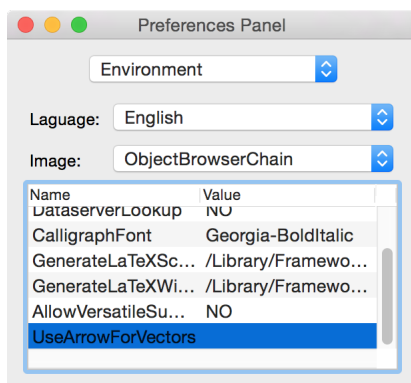 Preferences Panel
Environment
Laguage: English
Image: ObjectBrowserChain
Name Value
DataserverLookup NO
CalligraphFont Georgia-BoldItalic
GenerateLaTeXSc... /Library/Framewo...
GenerateLaTeXWi... /Library/Framewo...
AllowVersatileSu... NO
UseArrowForVectors